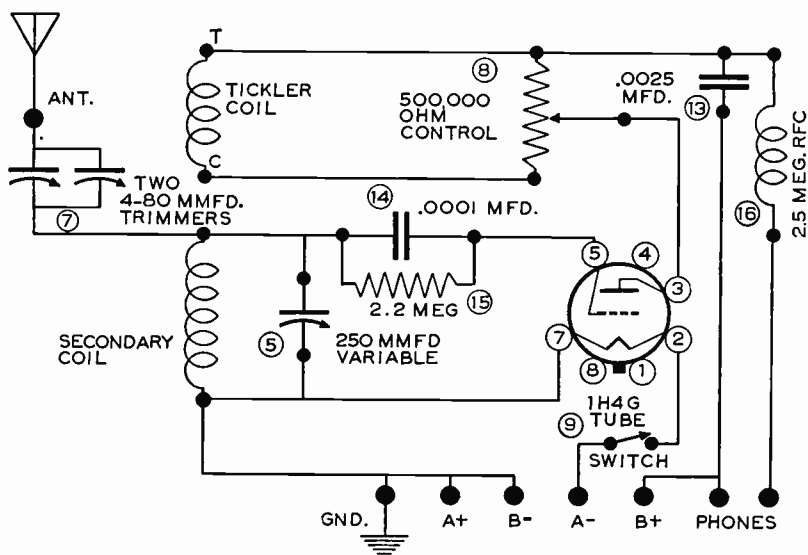 T
8
.0025
MFD.
13
ANT.
TICKLER
COIL
500,000
OHM
CONTROL
C
TWO
4-80 MMFD.
TRIMMERS
7
14
.0001 MFD.
16
2.5 MEG. RFC
5
4
3
2.2 MEG
15
SECONDARY
COIL
5
250 MMFD
VARIABLE
7
2
8
1
1H4G
TUBE
9
SWITCH
GND.
A+
B-
A-
B+
PHONES